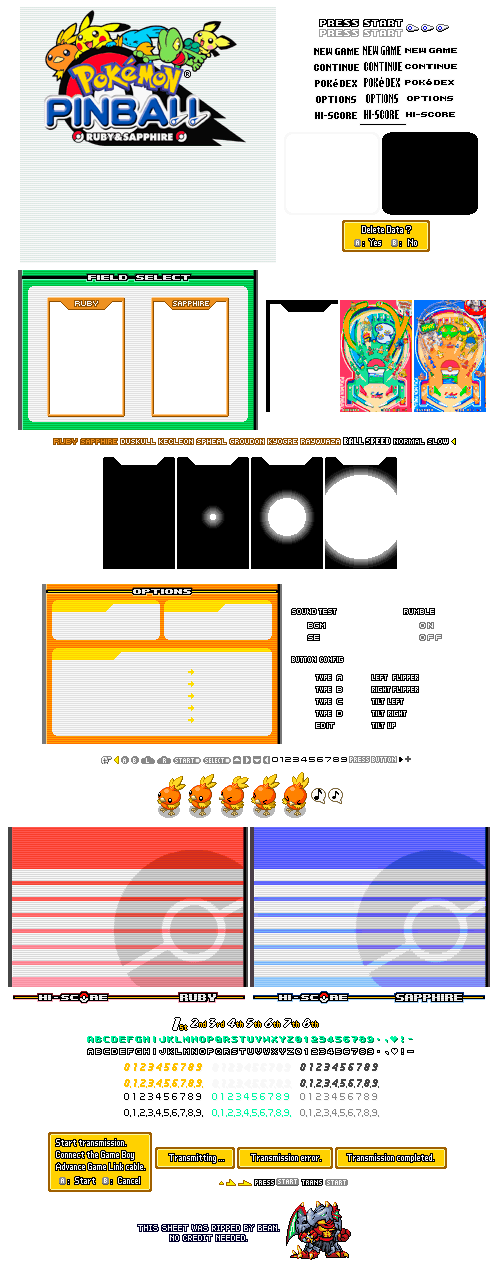 PRESS START
PRESS START
Pokémon®
PINBALL
RUBY & SAPPHIRE
NEW GAME NEW GAME NEW GAME
CONTINUE CONTINUE CONTINUE
POKéDEX POKéDEX POKéDEX
OPTIONS OPTIONS OPTIONS
HI-SCORE HI-SCORE HI-SCORE
Delete Data ?
A : Yes B : No
FIELD SELECT
RUBY SAPPHIRE
RUBY SAPPHIRE DUSKULL KECLEON SPHEAL GROUDON KYOGRE RAYQUAZA BALL SPEED NORMAL SLOW
OPTIONS
SOUND TEST RUMBLE
BGM ON
SE OFF
BUTTON CONFIG
TYPE A LEFT FLIPPER
TYPE B RIGHT FLIPPER
TYPE C TILT LEFT
TYPE D TILT RIGHT
EDIT TILT UP
A B L R START SELECT 0123456789 PRESS BUTTON
HI-SCORE RUBY HI-SCORE SAPPHIRE
1st 2nd 3rd 4th 5th 6th 7th 8th
ABCDEFGHIJKLMNOPQRSTUVWXYZ0123456789·.,♥!-
ABCDEFGHIJKLMNOPQRSTUVWXYZ0123456789·.,♥!-
0123456789 0123456789 0123456789
0,1,2,3,4,5,6,7,8,9, 0,1,2,3,4,5,6,7,8,9, 0,1,2,3,4,5,6,7,8,9,
0123456789 0123456789 0123456789
0,1,2,3,4,5,6,7,8,9, 0,1,2,3,4,5,6,7,8,9, 0,1,2,3,4,5,6,7,8,9,
Start transmission.
Connect the Game Boy
Advance Game Link cable.
A : Start B : Cancel
Transmitting ... Transmission error. Transmission completed.
PRESS START TRANS START
THIS SHEET WAS RIPPED BY BEAN.
NO CREDIT NEEDED.